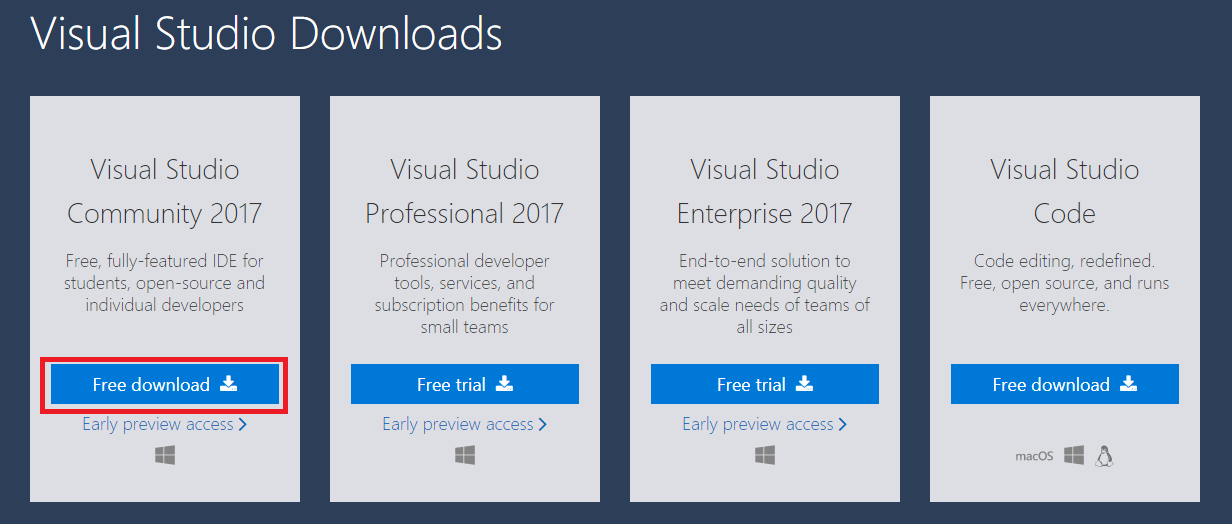 Visual Studio Downloads
Visual Studio
Community 2017
Free, fully-featured IDE for
students, open-source and
individual developers
Free download
Early preview access
Visual Studio
Professional 2017
Professional developer
tools, services, and
subscription benefits for
small teams
Free trial
Early preview access
Visual Studio
Enterprise 2017
End-to-end solution to
meet demanding quality
and scale needs of teams of
all sizes
Free trial
Early preview access
Visual Studio
Code
Code editing, redefined.
Free, open source, and runs
everywhere.
Free download
macOS